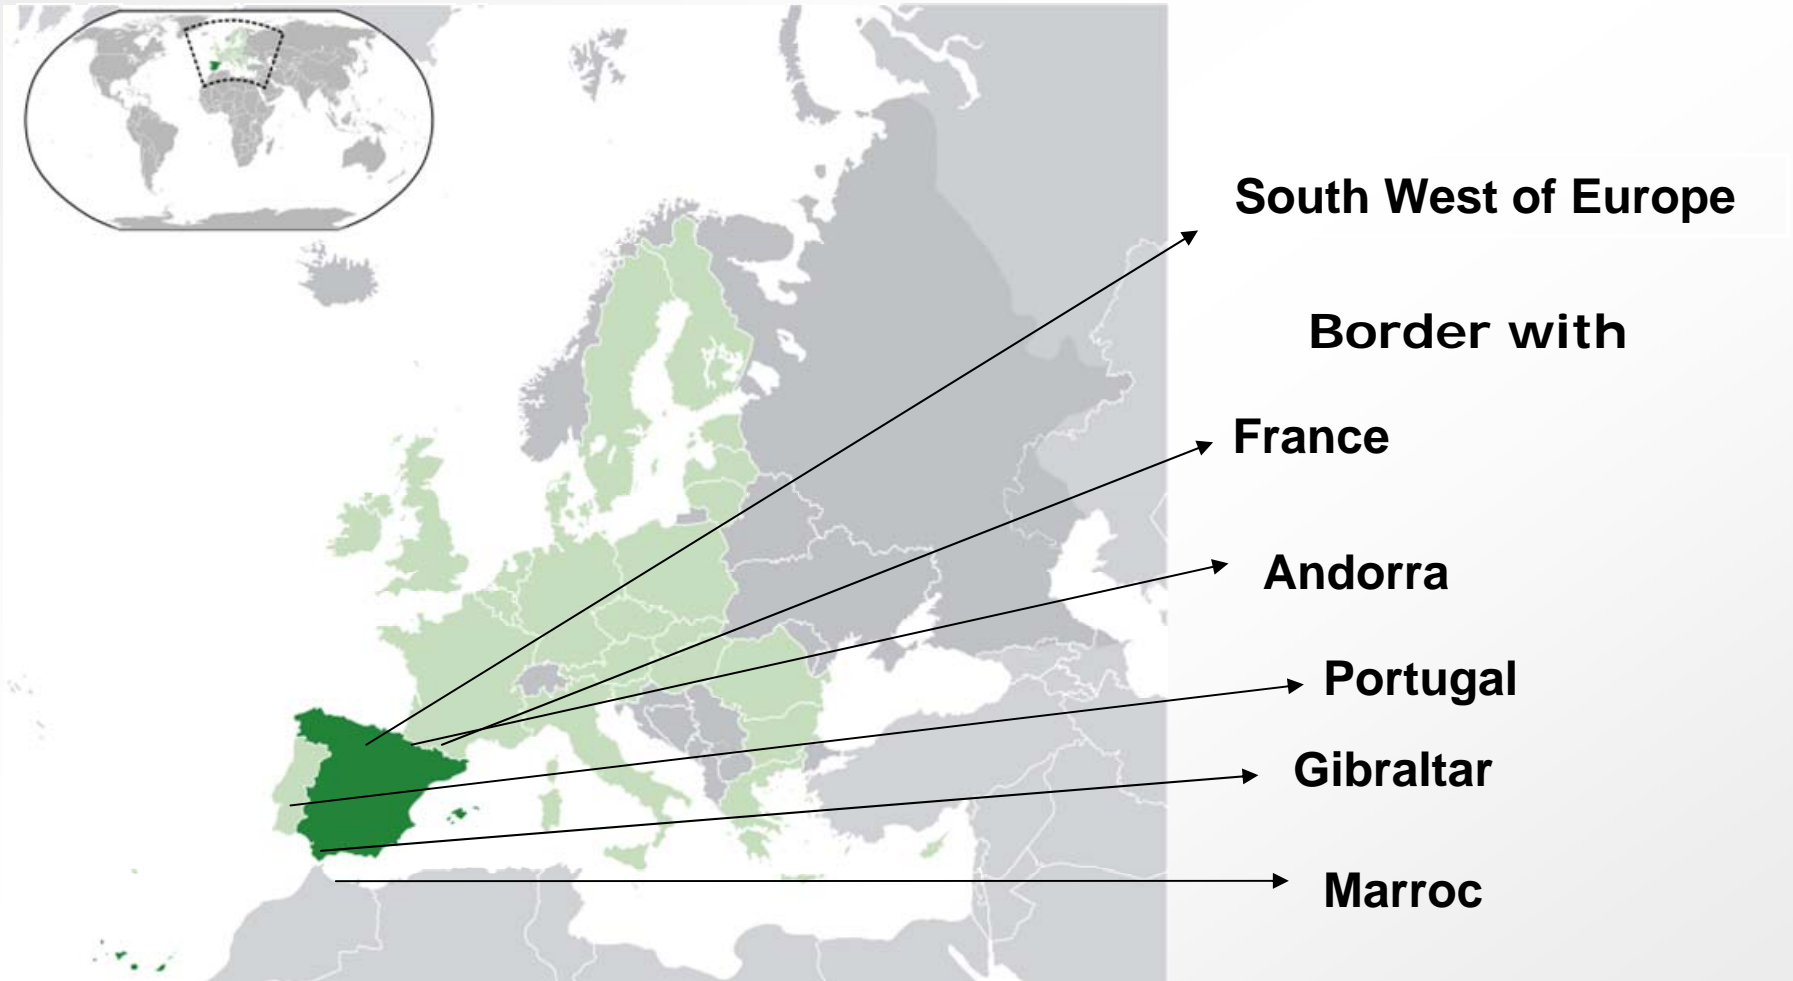 South West of Europe
Border with
France
Andorra
Portugal
Gibraltar
Marroc